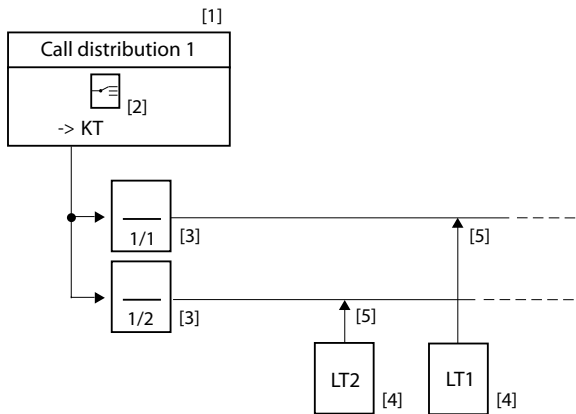 [1]
Call distribution 1
[2]
-> KT
1/1
[3]
[5]
1/2
[3]
[5]
LT2
[4]
LT1
[4]